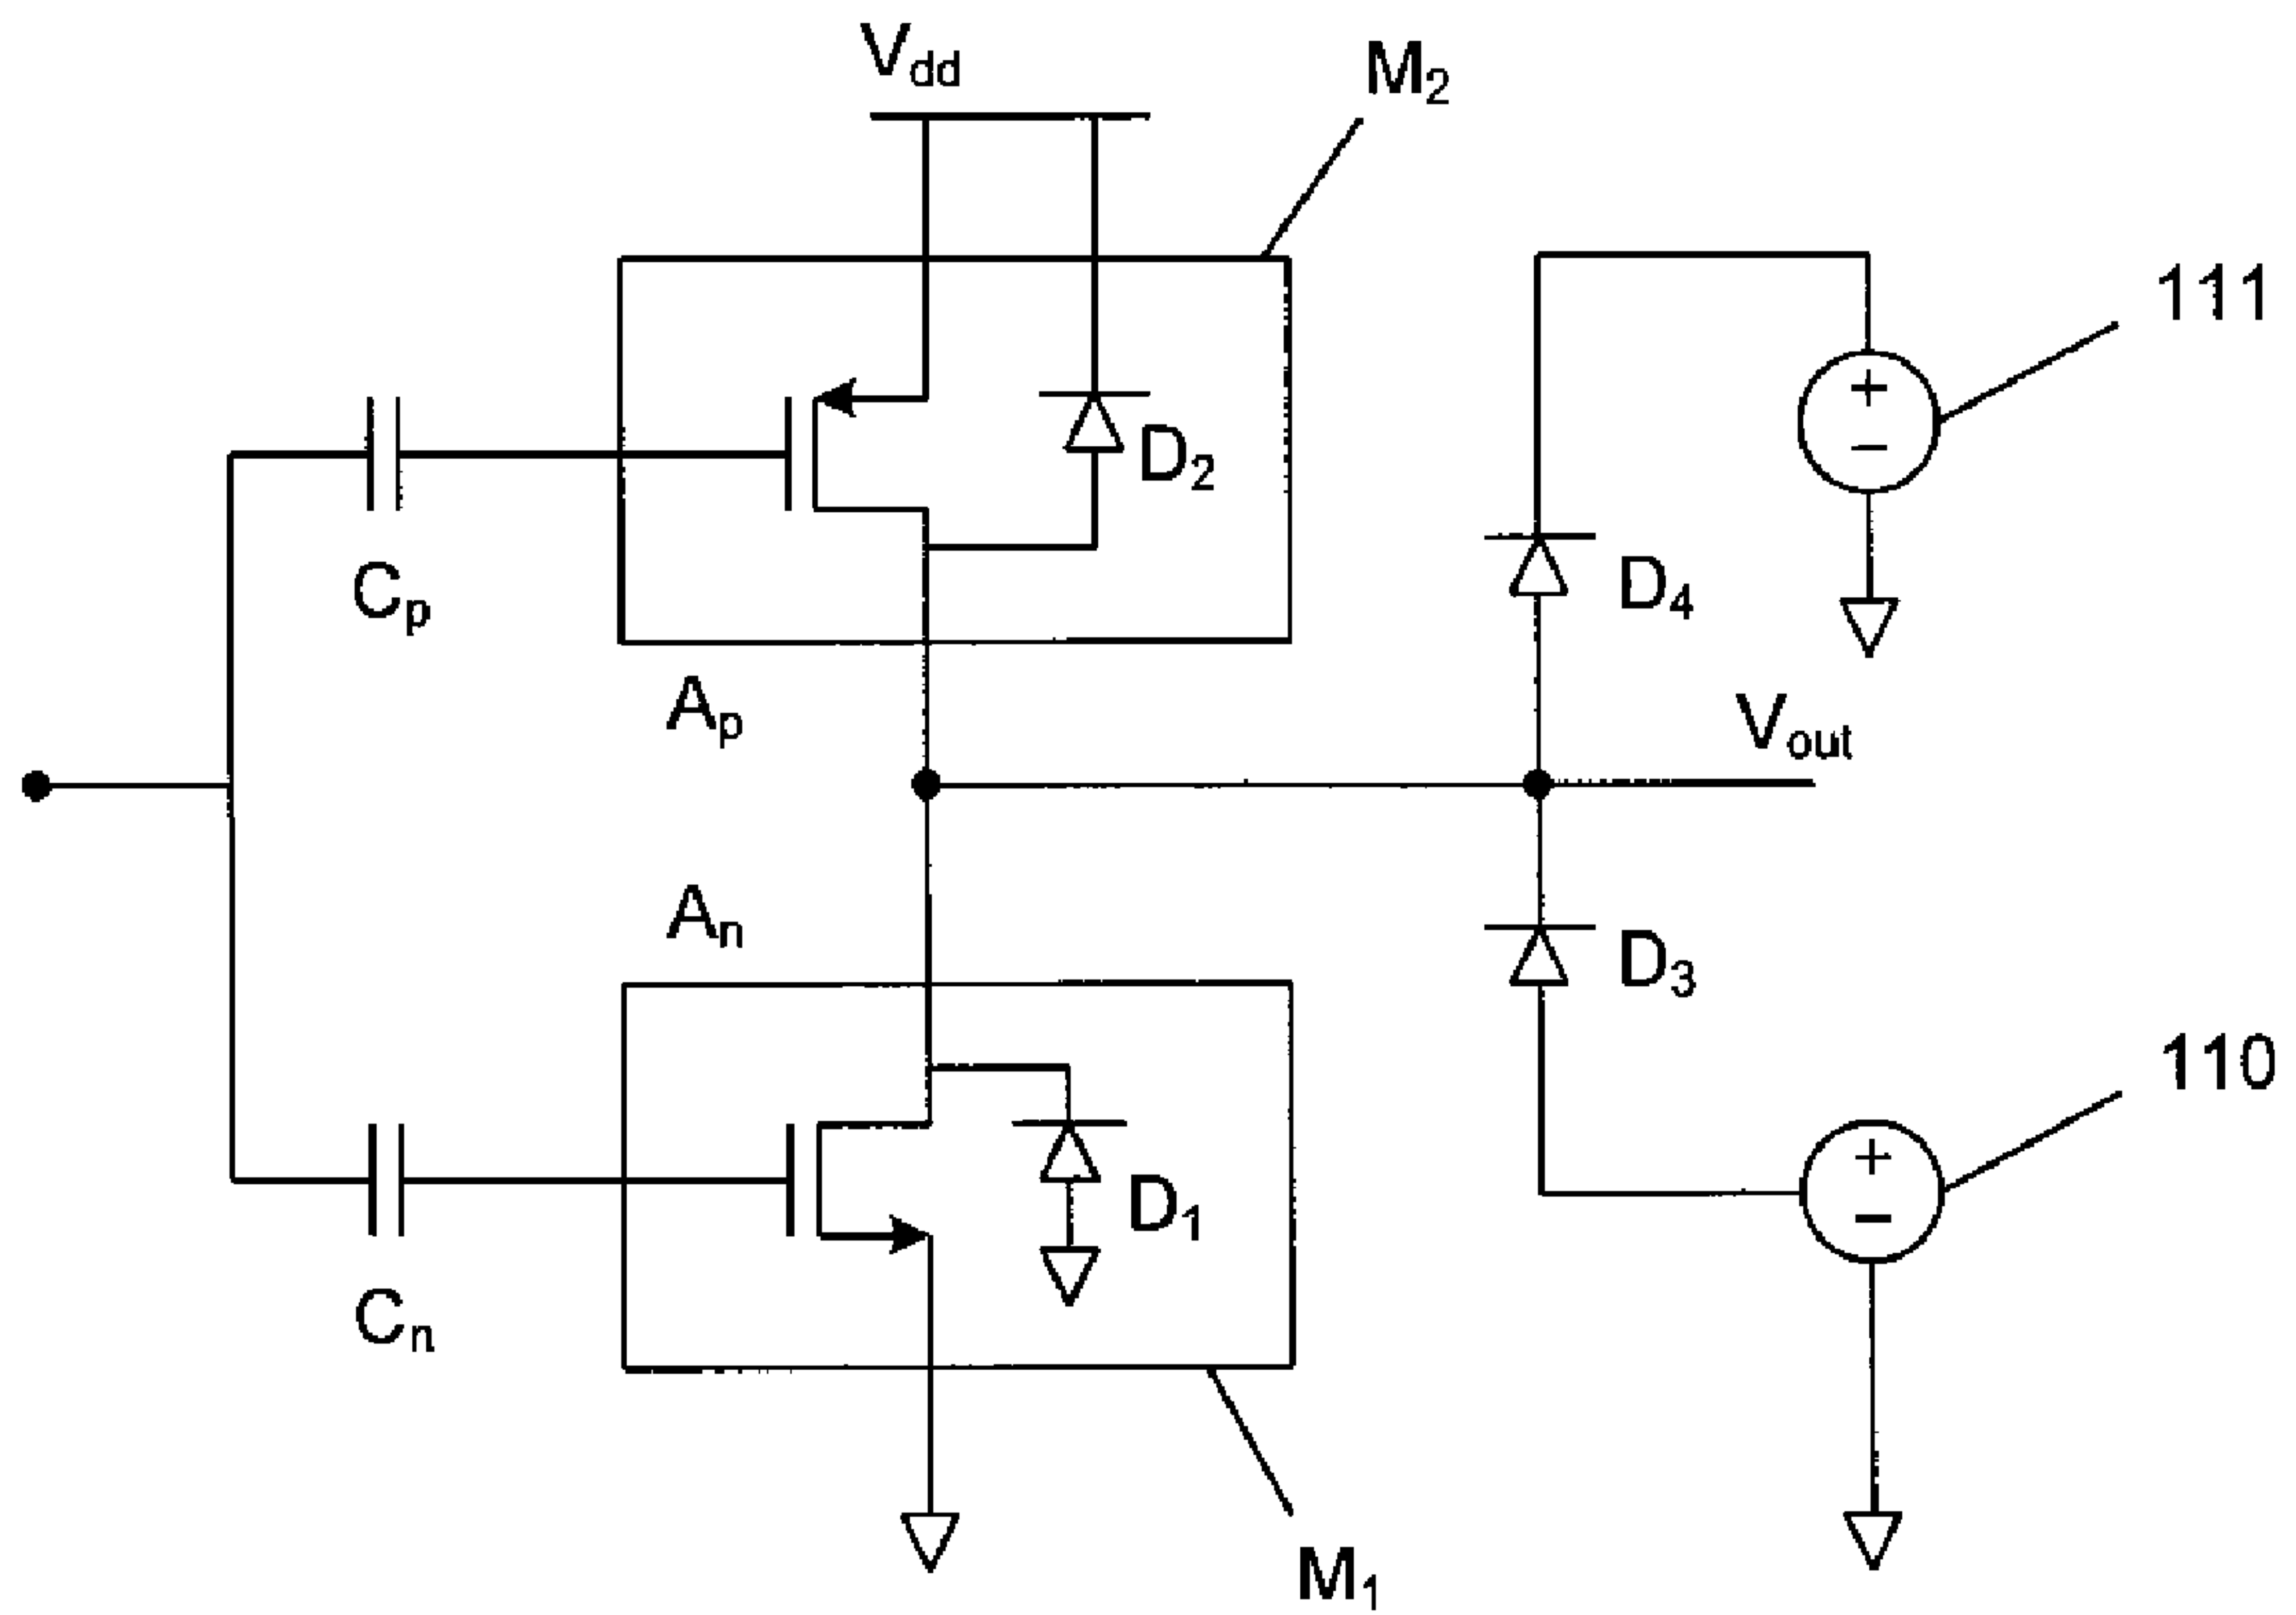 Vdd
M2
111
+
−
D2
Cp
D4
Ap
Vout
An
D3
110
+
−
D1
Cn
M1